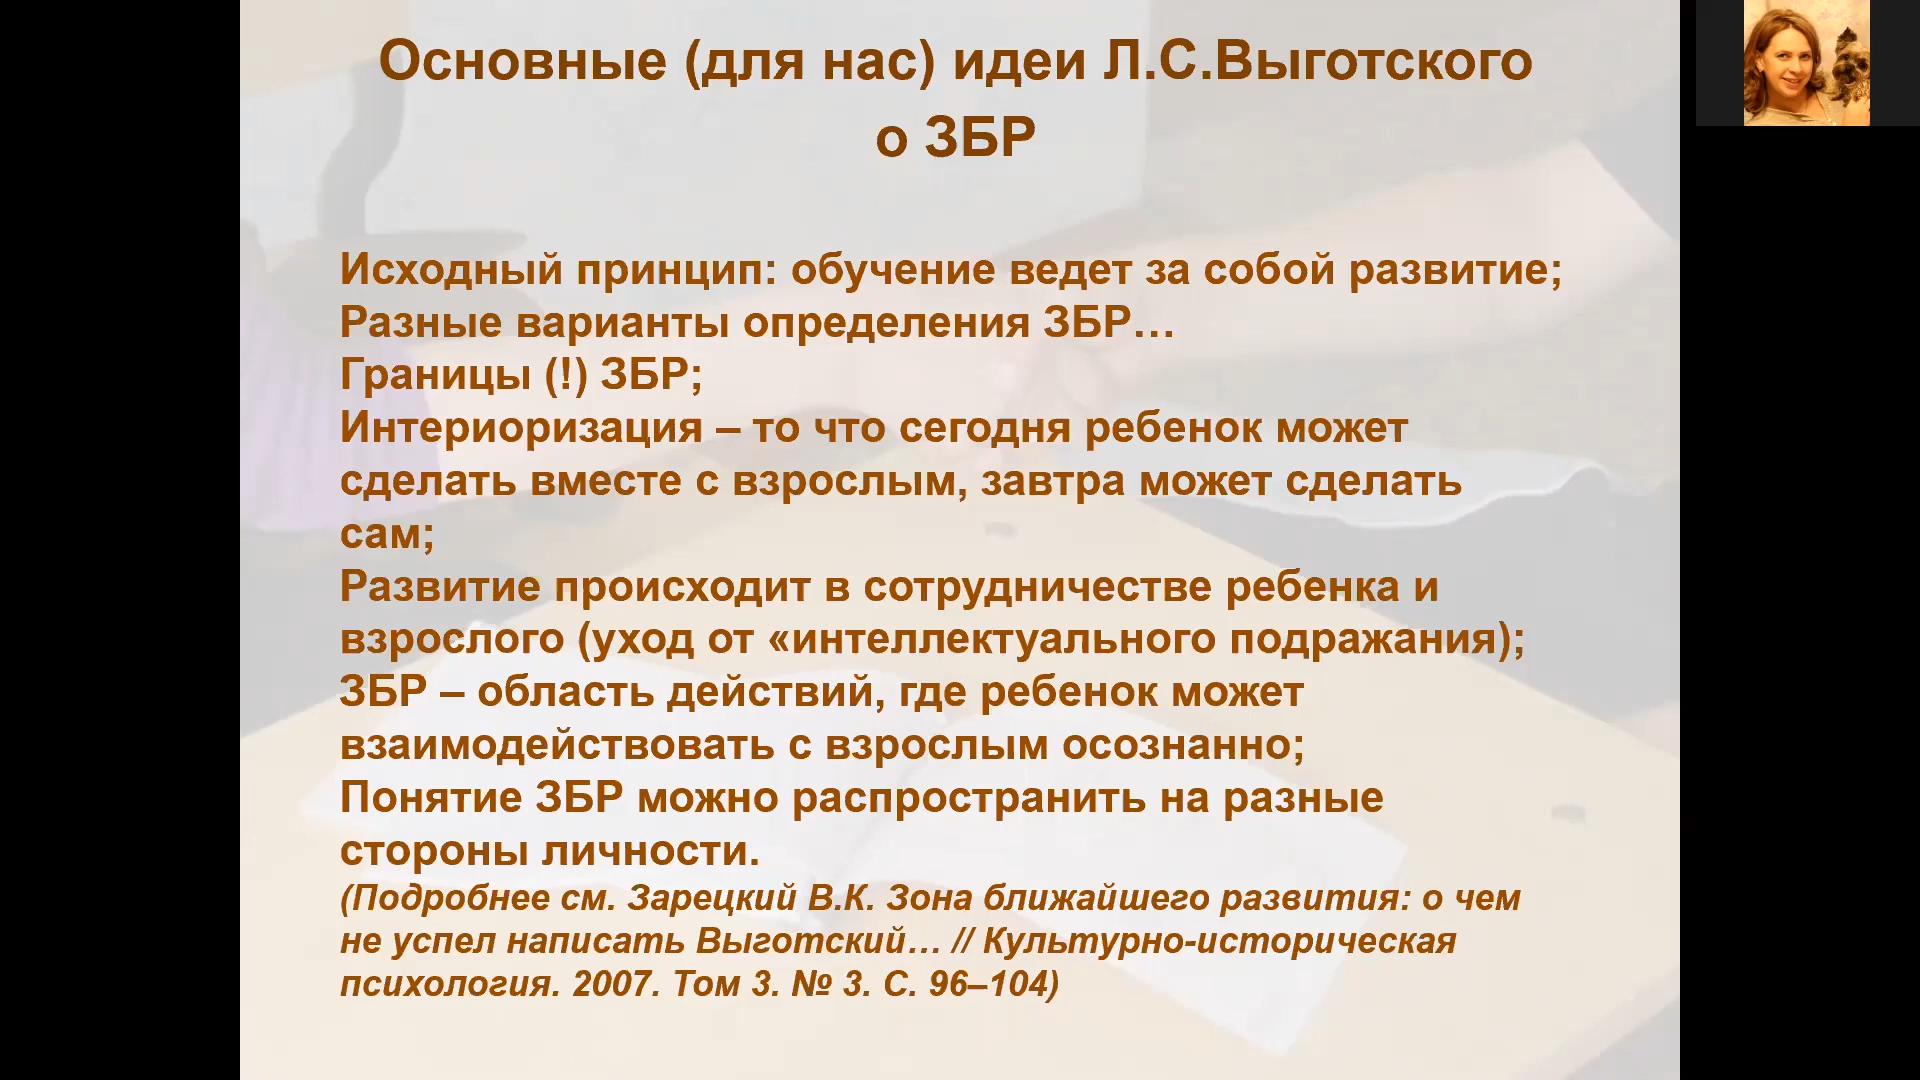 Основные (для нас) идеи Л.С.Выготского
о ЗБР
Исходный принцип: обучение ведет за собой развитие;
Разные варианты определения ЗБР…
Границы (!) ЗБР;
Интериоризация – то что сегодня ребенок может
сделать вместе с взрослым, завтра может сделать
сам;
Развитие происходит в сотрудничестве ребенка и
взрослого (уход от «интеллектуального подражания);
ЗБР – область действий, где ребенок может
взаимодействовать с взрослым осознанно;
Понятие ЗБР можно распространить на разные
стороны личности.
(Подробнее см. Зарецкий В.К. Зона ближайшего развития: о чем
не успел написать Выготский… // Культурно-историческая
психология. 2007. Том 3. № 3. С. 96–104)